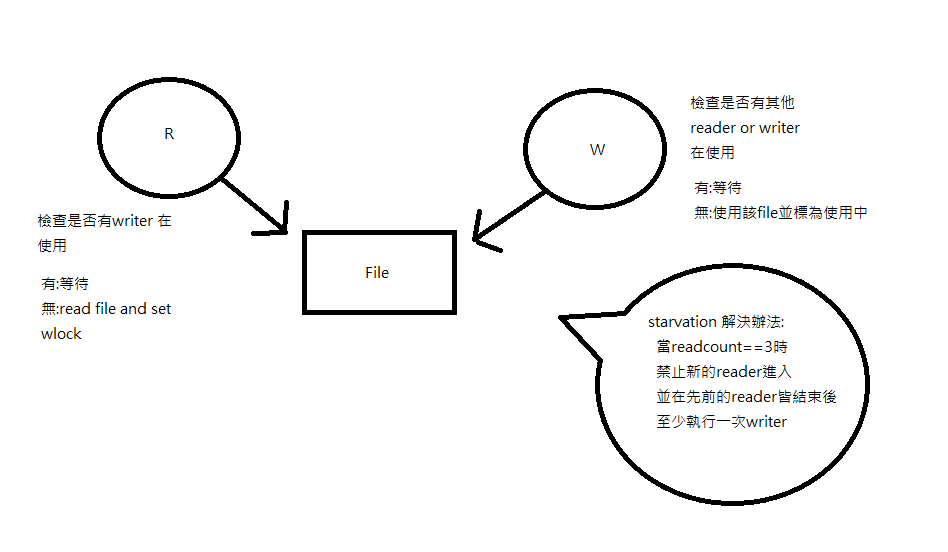 R
檢查是否有writer 在
使用
有:等待
無:read file and set
wlock
File
W
檢查是否有其他
reader or writer
在使用
有:等待
無:使用該file並標為使用中
starvation 解決辦法:
當readcount==3時
禁止新的reader進入
並在先前的reader皆結束後
至少執行一次writer